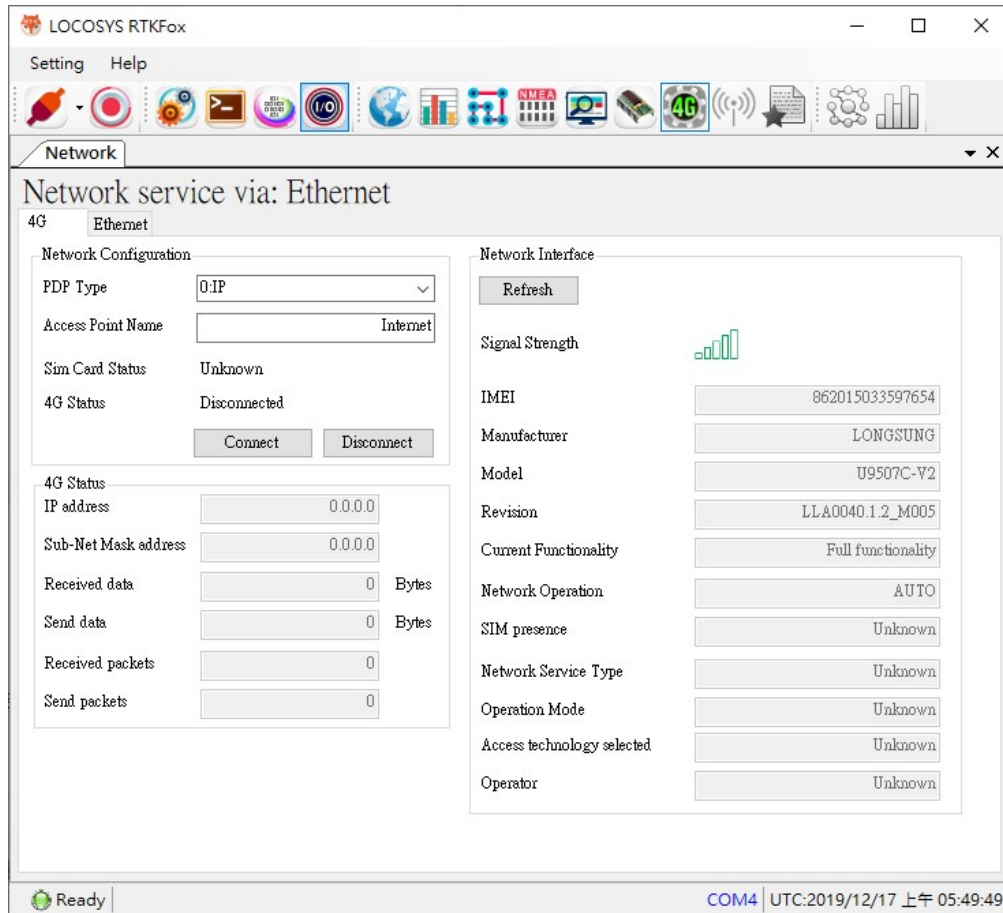 LOCOSYS RTKFox
Setting Help
I/O NMEA 4G
Network
Network service via: Ethernet
4G Ethernet
Network Configuration
PDP Type 0:IP
Access Point Name Internet
Sim Card Status Unknown
4G Status Disconnected
Connect Disconnect
4G Status
IP address 0.0.0.0
Sub-Net Mask address 0.0.0.0
Received data 0 Bytes
Send data 0 Bytes
Received packets 0
Send packets 0
Network Interface
Refresh
Signal Strength
IMEI 862015033597654
Manufacturer LONGSUNG
Model U9507C-V2
Revision LLA0040.1.2_M005
Current Functionality Full functionality
Network Operation AUTO
SIM presence Unknown
Network Service Type Unknown
Operation Mode Unknown
Access technology selected Unknown
Operator Unknown
Ready COM4 UTC:2019/12/17 上午 05:49:49